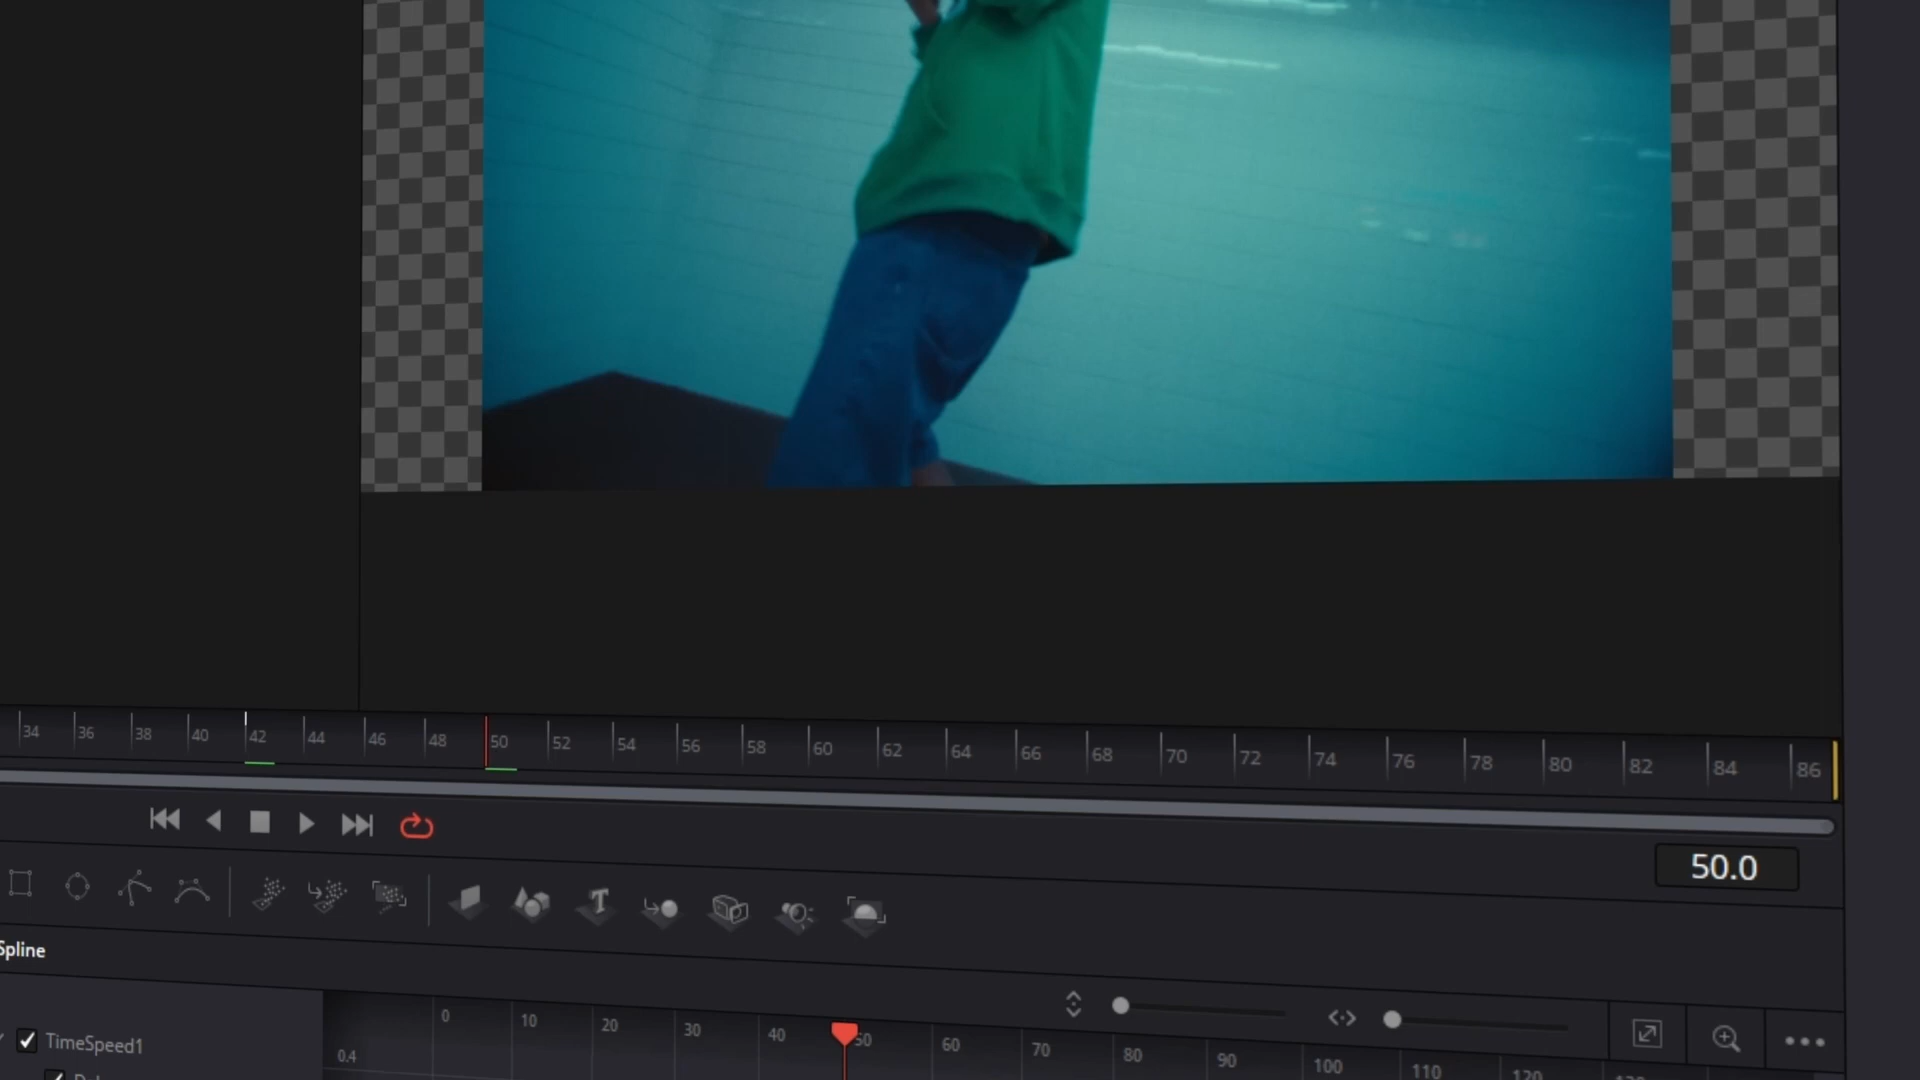 34 36 38 40 42 44 46 48 50 52 54 56 58 60 62 64 66 68 70 72 74 76 78 80 82 84 86
50.0
T
Spline
0 10 20 30 40 50 60 70 80 90 100 110 120
TimeSpeed1
0.4